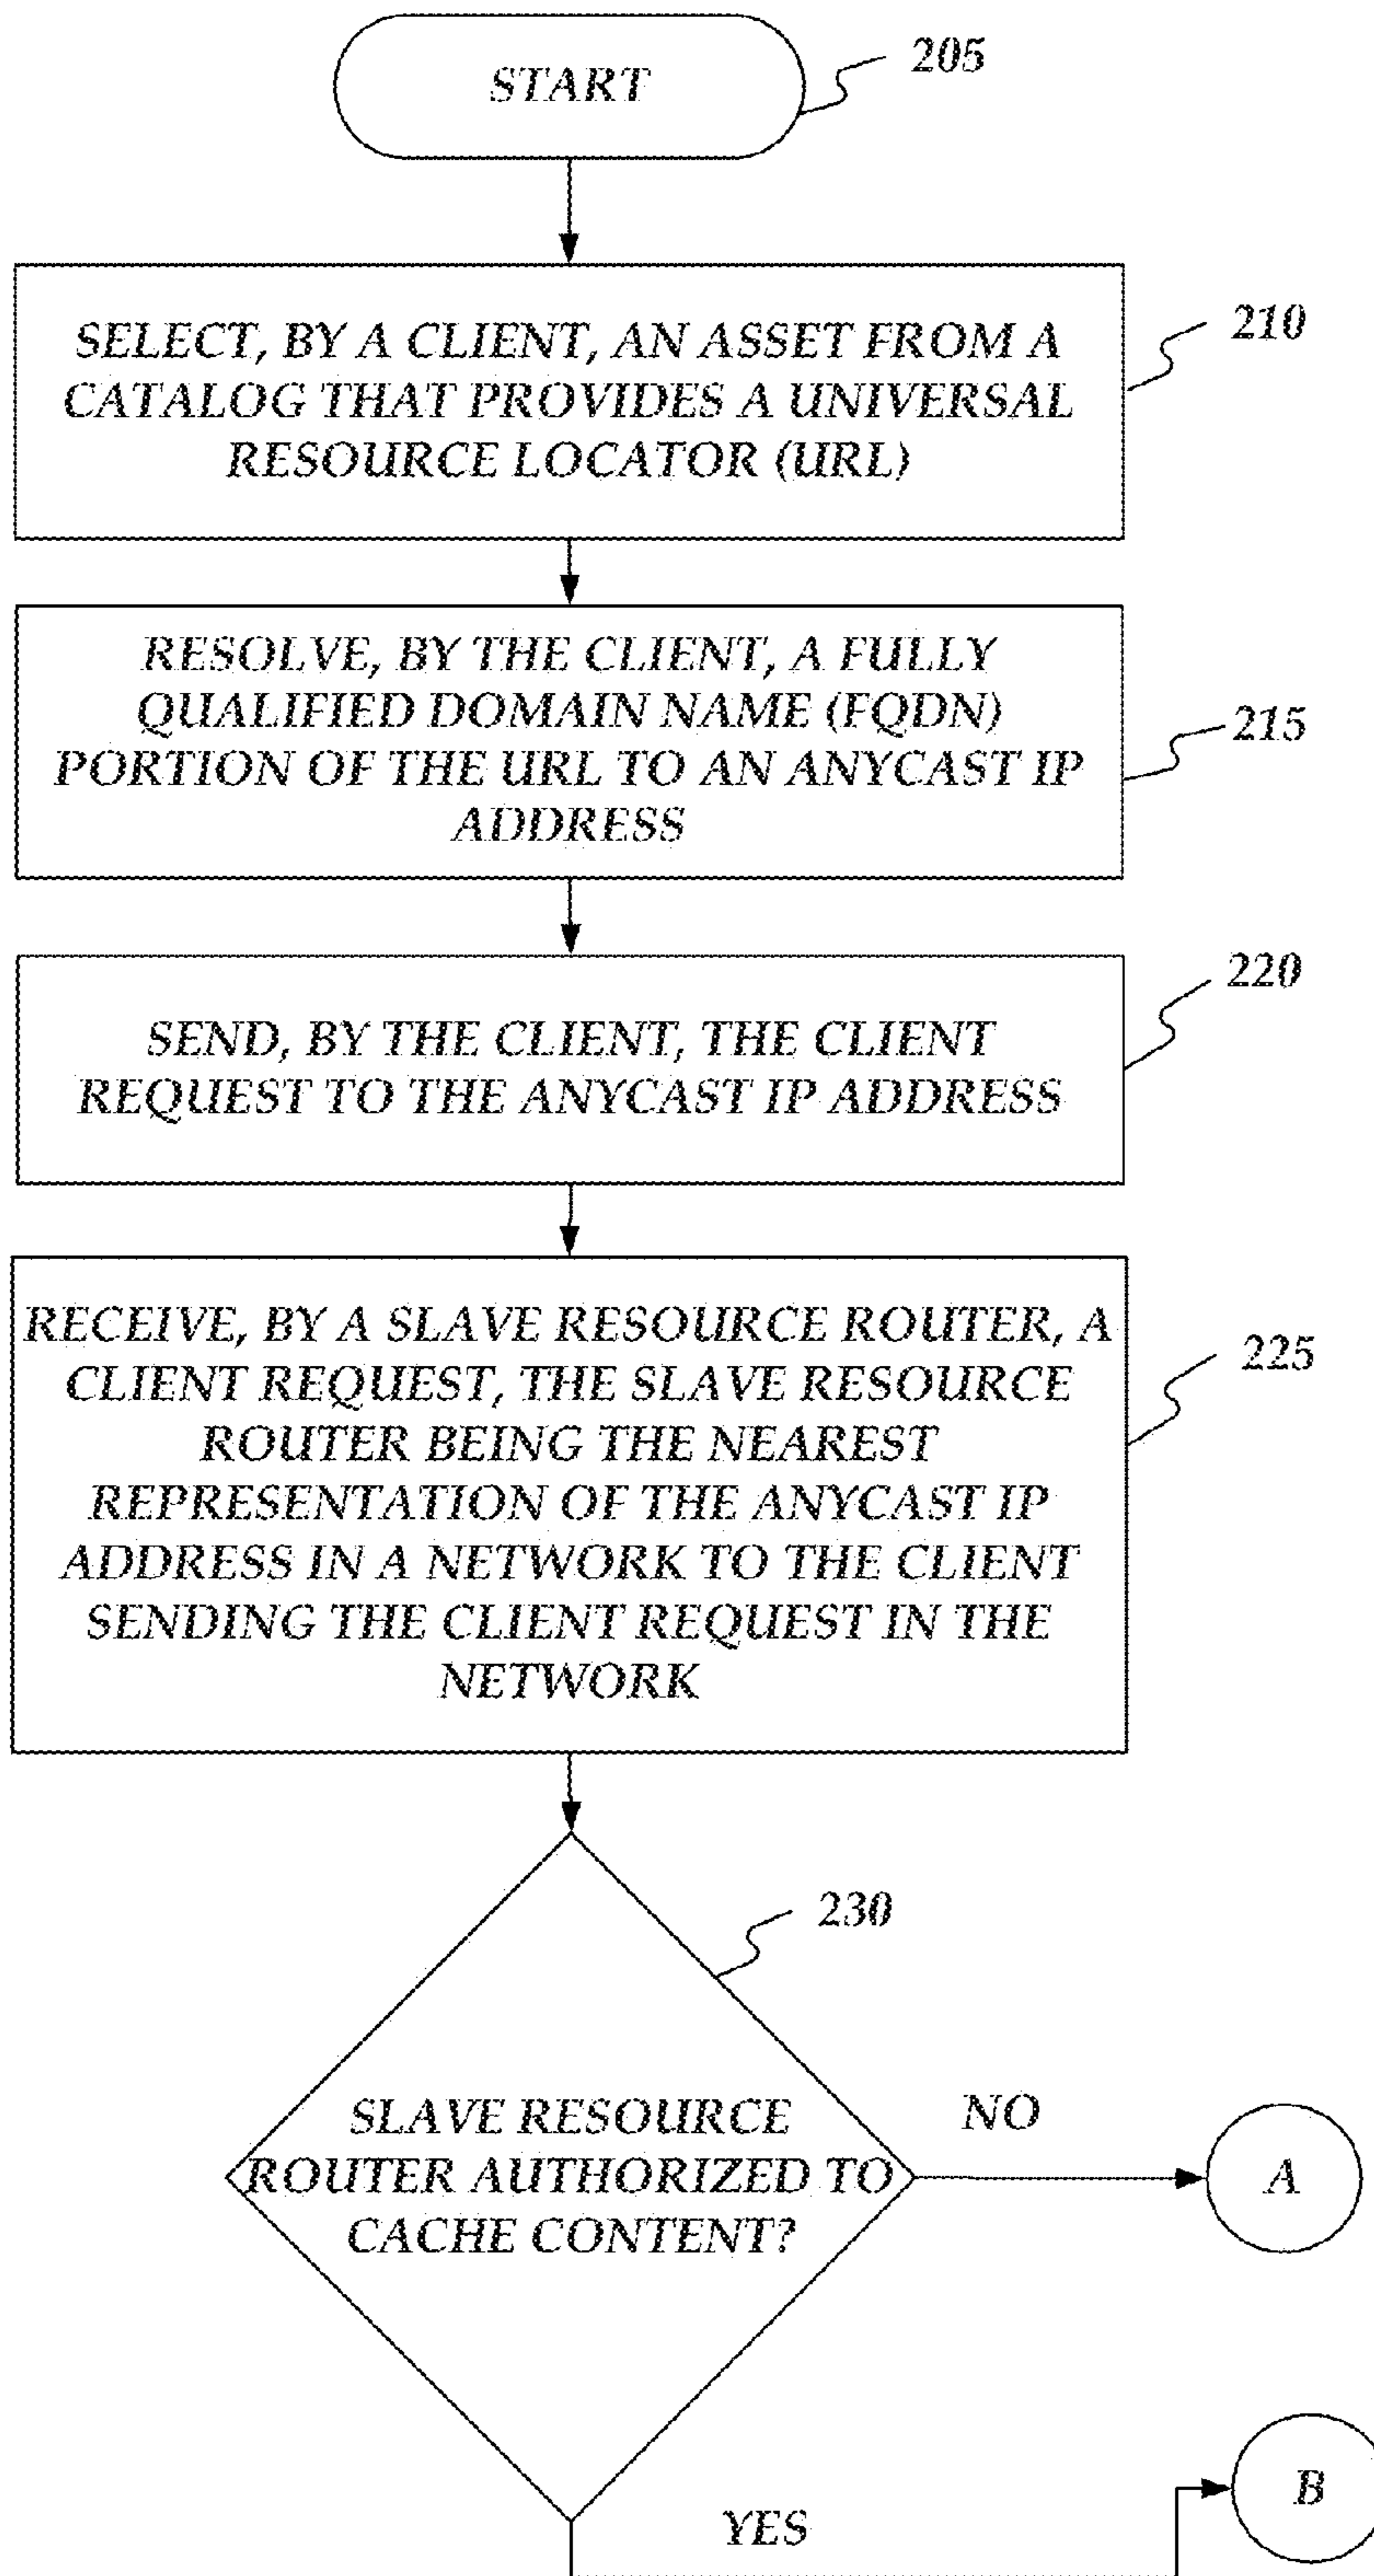 START
205
SELECT, BY A CLIENT, AN ASSET FROM A
CATALOG THAT PROVIDES A UNIVERSAL
RESOURCE LOCATOR (URL)
210
RESOLVE, BY THE CLIENT, A FULLY
QUALIFIED DOMAIN NAME (FQDN)
PORTION OF THE URL TO AN ANYCAST IP
ADDRESS
215
SEND, BY THE CLIENT, THE CLIENT
REQUEST TO THE ANYCAST IP ADDRESS
220
RECEIVE, BY A SLAVE RESOURCE ROUTER, A
CLIENT REQUEST, THE SLAVE RESOURCE
ROUTER BEING THE NEAREST
REPRESENTATION OF THE ANYCAST IP
ADDRESS IN A NETWORK TO THE CLIENT
SENDING THE CLIENT REQUEST IN THE
NETWORK
225
230
SLAVE RESOURCE
ROUTER AUTHORIZED TO
CACHE CONTENT?
NO
A
YES
B